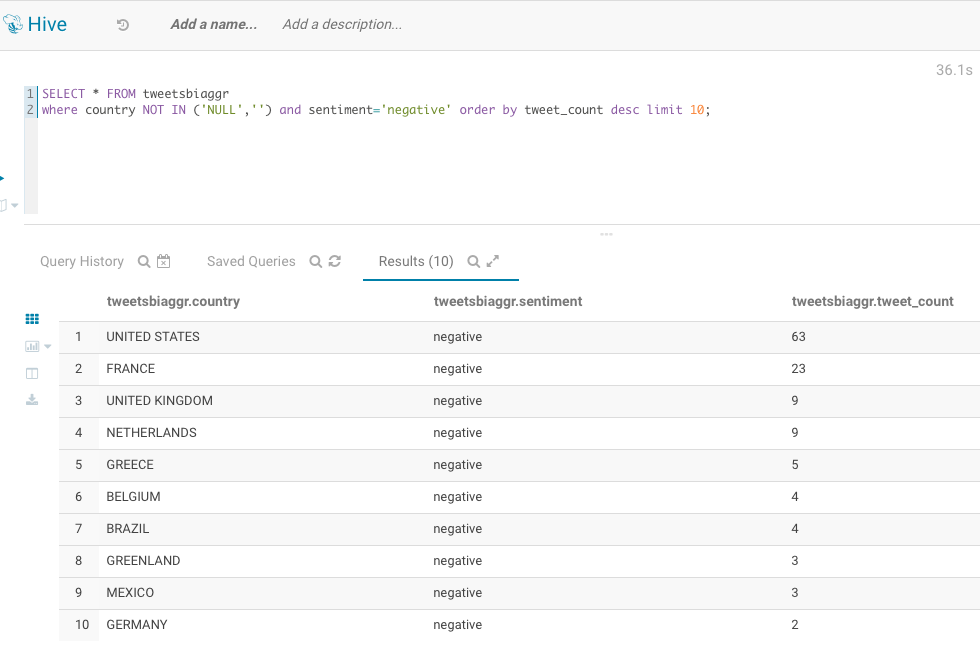 Hive Add a name... Add a description...
36.1s
1 SELECT * FROM tweetsbiaggr
2 where country NOT IN ('NULL','') and sentiment='negative' order by tweet_count desc limit 10;
Query History Saved Queries Results (10)
tweetsbiaggr.country tweetsbiaggr.sentiment tweetsbiaggr.tweet_count
1 UNITED STATES negative 63
2 FRANCE negative 23
3 UNITED KINGDOM negative 9
4 NETHERLANDS negative 9
5 GREECE negative 5
6 BELGIUM negative 4
7 BRAZIL negative 4
8 GREENLAND negative 3
9 MEXICO negative 3
10 GERMANY negative 2